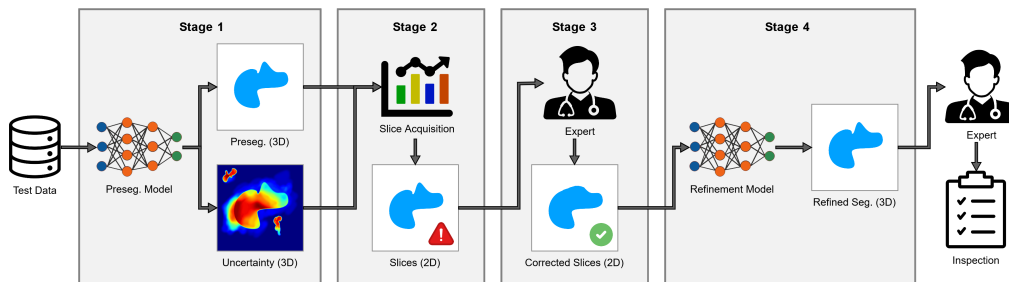 Stage 1
Stage 2
Stage 3
Stage 4
Test Data
Preseg. Model
Preseg. (3D)
Uncertainty (3D)
Slice Acquisition
Slices (2D)
Expert
Corrected Slices (2D)
Refinement Model
Refined Seg. (3D)
Expert
Inspection